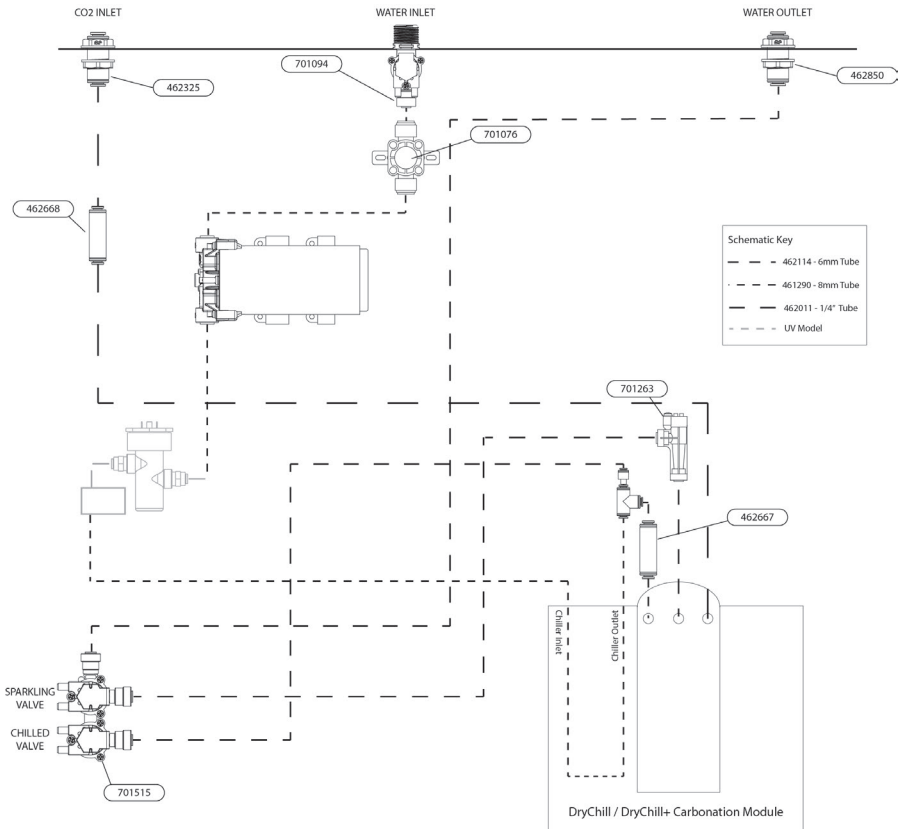 CO2 INLET
WATER INLET
WATER OUTLET
462325
701094
462850
701076
462668
Schematic Key
462114 - 6mm Tube
461290 - 8mm Tube
462011 - 1/4" Tube
UV Model
701263
462667
Chiller Inlet
Chiller Outlet
SPARKLING
VALVE
CHILLED
VALVE
701515
DryChill / DryChill+ Carbonation Module